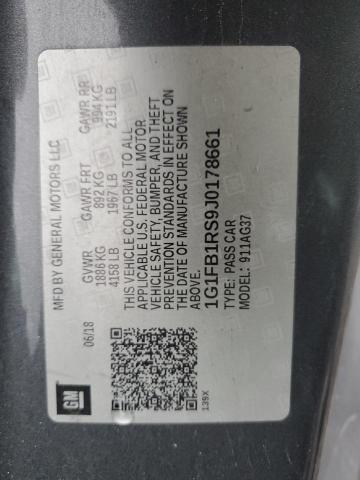 MFD BY GENERAL MOTORS LLC
06/18
GVWR GAWR FRT GAWR RR
1886 KG 892 KG 994 KG
4158 LB 1967 LB 2191 LB
THIS VEHICLE CONFORMS TO ALL
APPLICABLE U.S. FEDERAL MOTOR
VEHICLE SAFETY, BUMPER, AND THEFT
PREVENTION STANDARDS IN EFFECT ON
THE DATE OF MANUFACTURE SHOWN
ABOVE.
1G1FB1RS9J0178661
TYPE: PASS CAR
MODEL: 911AG37
GM
139X